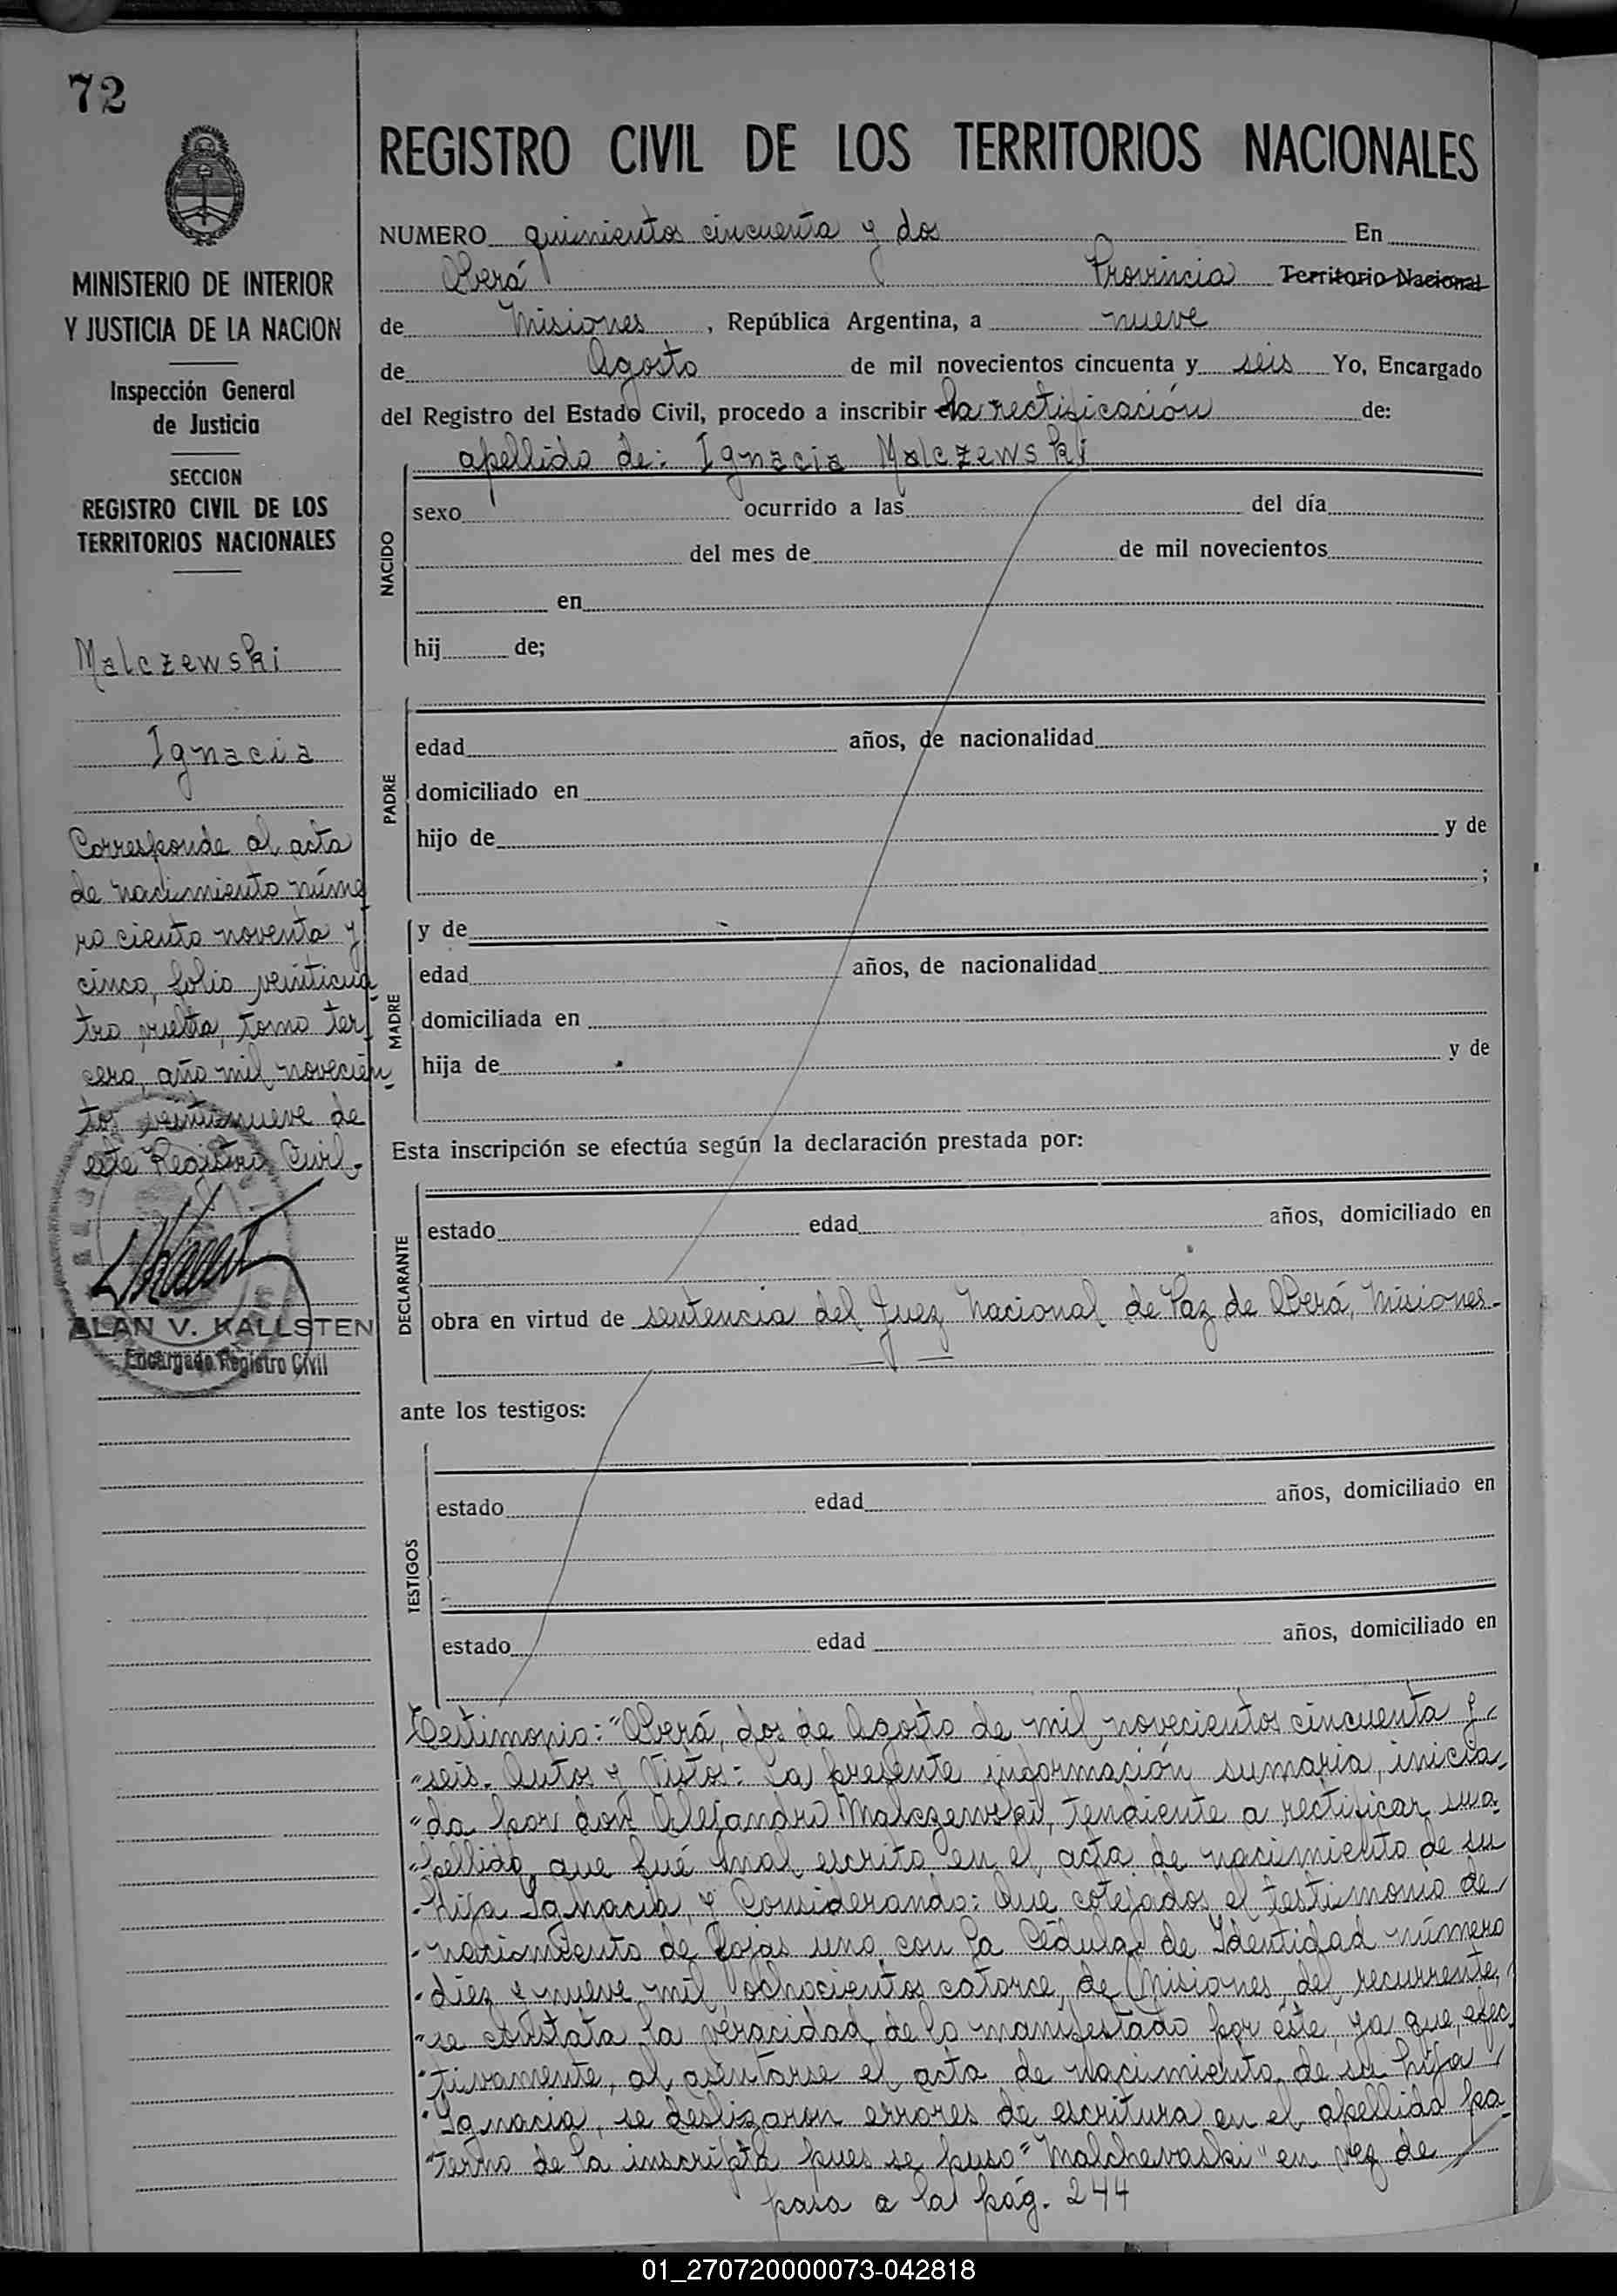 72
MINISTERIO DE INTERIOR
Y JUSTICIA DE LA NACION
Inspección General
de Justicia
SECCION
REGISTRO CIVIL DE LOS
TERRITORIOS NACIONALES
Malczewski
Ignacia
Corresponde al acta
de nacimiento núme
ro ciento noventa y
cinco, folio veinticua-
tro vuelta, tomo ter-
cero, año mil novecien-
tos veintinueve de
este Registro Civil.-
ALAN V. KALLSTEN
Encargado Registro Civil
REGISTRO CIVIL DE LOS TERRITORIOS NACIONALES
NUMERO quinientos cincuenta y dos En
Oberá Provincia Territorio Nacional
de Misiones, República Argentina, a nueve
de Agosto de mil novecientos cincuenta y seis Yo, Encargado
del Registro del Estado Civil, procedo a inscribir la rectificación de:
apellido de: Ignacia Malczewski
NACIDO
sexo ocurrido a las del día
del mes de de mil novecientos
en
hij de;
PADRE
edad años, de nacionalidad
domiciliado en
hijo de y de
;
MADRE
y de
edad años, de nacionalidad
domiciliada en
hija de y de
Esta inscripción se efectúa según la declaración prestada por:
DECLARANTE
estado edad años, domiciliado en
obra en virtud de sentencia del Juez Nacional de Paz de Oberá, Misiones.-
ante los testigos:
TESTIGOS
estado edad años, domiciliado en
estado edad años, domiciliado en
Testimonio: "Oberá, dos de Agosto de mil novecientos cincuenta y
"seis. Autos y Vistos: La presente información sumaria, inicia-
"da por don Alejandro Malczewski, tendiente a rectificar su a-
"pellido, que fué mal escrito en el acta de nacimiento de su
"hija Ignacia, y Considerando: Que cotejados el testimonio de
"nacimiento de fojas uno con la Cédula de Identidad número
"diez y nueve mil ochocientos catorce, de Misiones, del recurrente,
"se constata la veracidad de lo manifestado por éste, ya que, efec-
"tivamente, al asentarse el acta de nacimiento de su hija
"Ignacia, se deslizaron errores de escritura en el apellido pa-
"terno de la inscripta pues se puso "Malchevaski" en vez de
pasa a la pág. 244
01_270720000073-042818